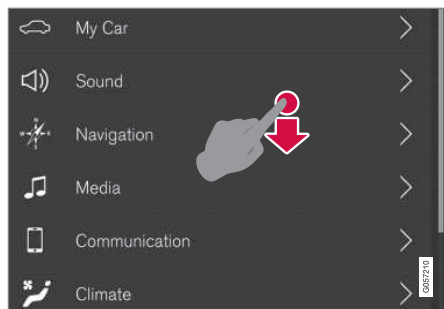 My Car
Sound
N
W
S
Navigation
Media
Communication
Climate
G057210